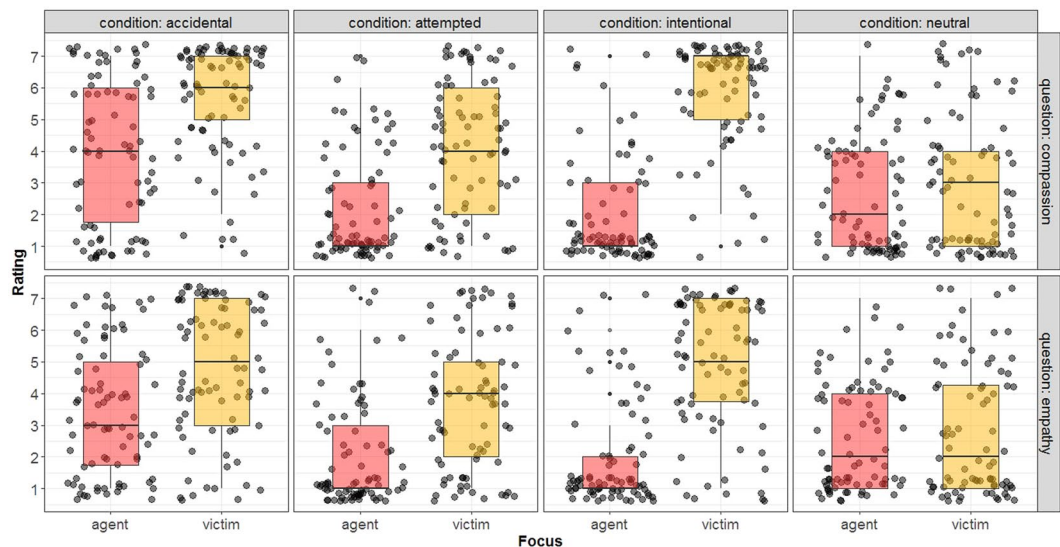 condition: accidental
condition: attempted
condition: intentional
condition: neutral
7
6
5
4
3
2
1
question: compassion
Rating
7
6
5
4
3
2
1
question: empathy
agent
victim
agent
victim
agent
victim
agent
victim
Focus